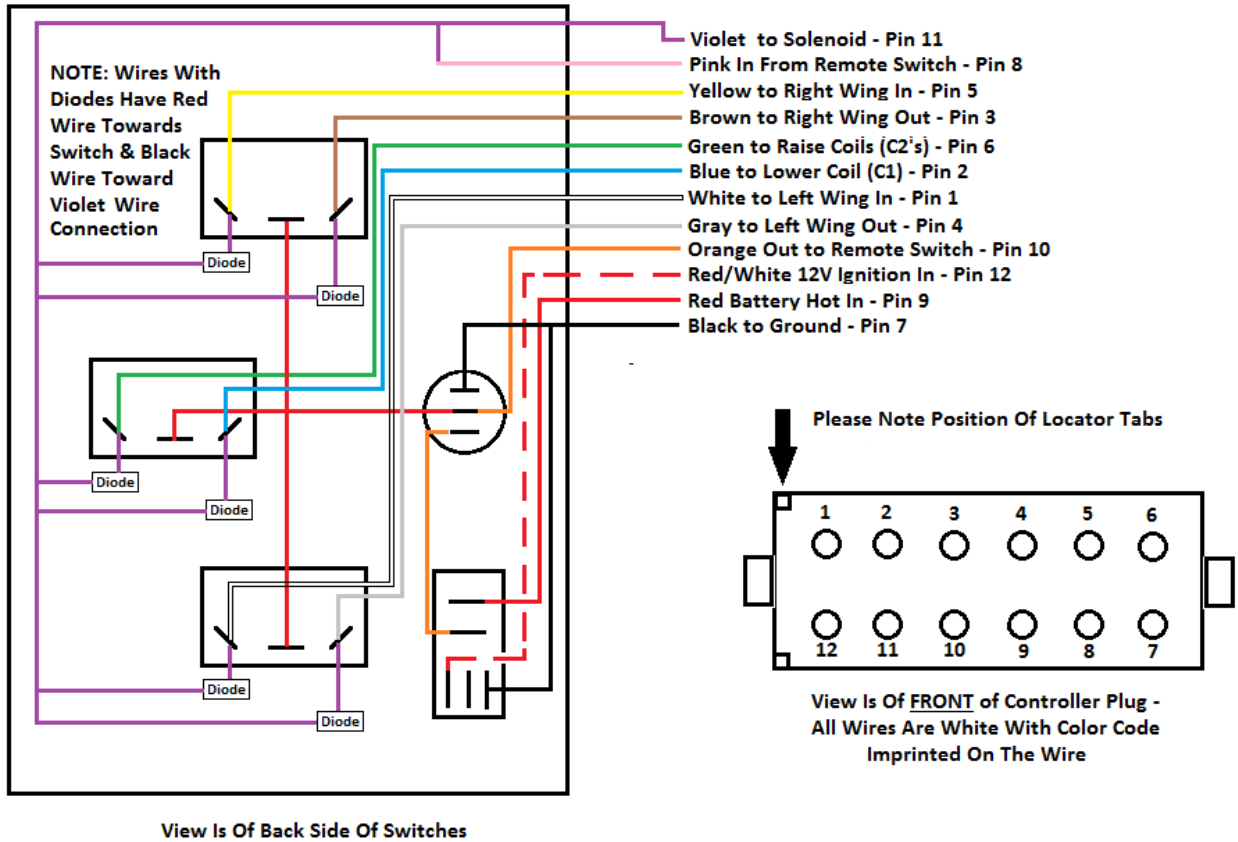 Violet to Solenoid - Pin 11
Pink In From Remote Switch - Pin 8
Yellow to Right Wing In - Pin 5
Brown to Right Wing Out - Pin 3
Green to Raise Coils (C2's) - Pin 6
Blue to Lower Coil (C1) - Pin 2
White to Left Wing In - Pin 1
Gray to Left Wing Out - Pin 4
Orange Out to Remote Switch - Pin 10
Red/White 12V Ignition In - Pin 12
Red Battery Hot In - Pin 9
Black to Ground - Pin 7
NOTE: Wires With
Diodes Have Red
Wire Towards
Switch & Black
Wire Toward
Violet Wire
Connection
Diode
Diode
Diode
Diode
Diode
Diode
Please Note Position Of Locator Tabs
1 2 3 4 5 6
12 11 10 9 8 7
View Is Of FRONT of Controller Plug -
All Wires Are White With Color Code
Imprinted On The Wire
View Is Of Back Side Of Switches